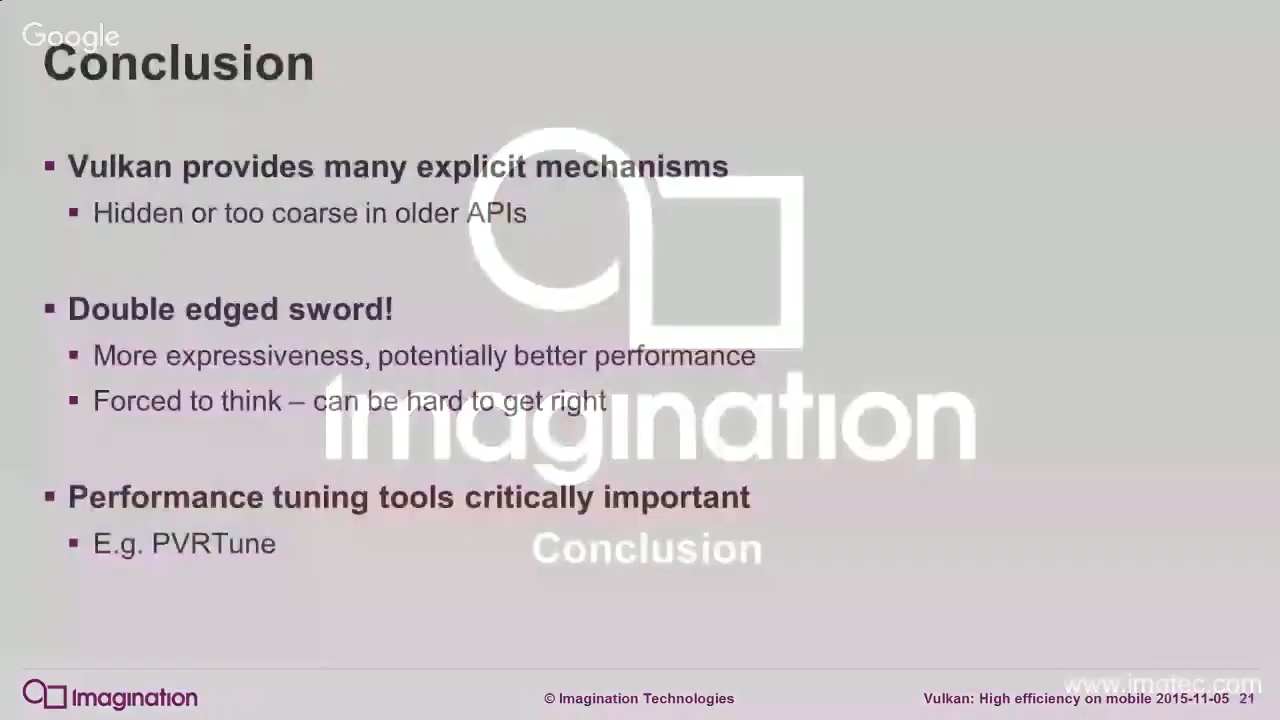 Google
Conclusion
▪ Vulkan provides many explicit mechanisms
▪ Hidden or too coarse in older APIs
▪ Double edged sword!
▪ More expressiveness, potentially better performance
▪ Forced to think – can be hard to get right
imagination
▪ Performance tuning tools critically important
▪ E.g. PVRTune
Conclusion
www.imgtec.com
Imagination
© Imagination Technologies
Vulkan: High efficiency on mobile 2015-11-05 21